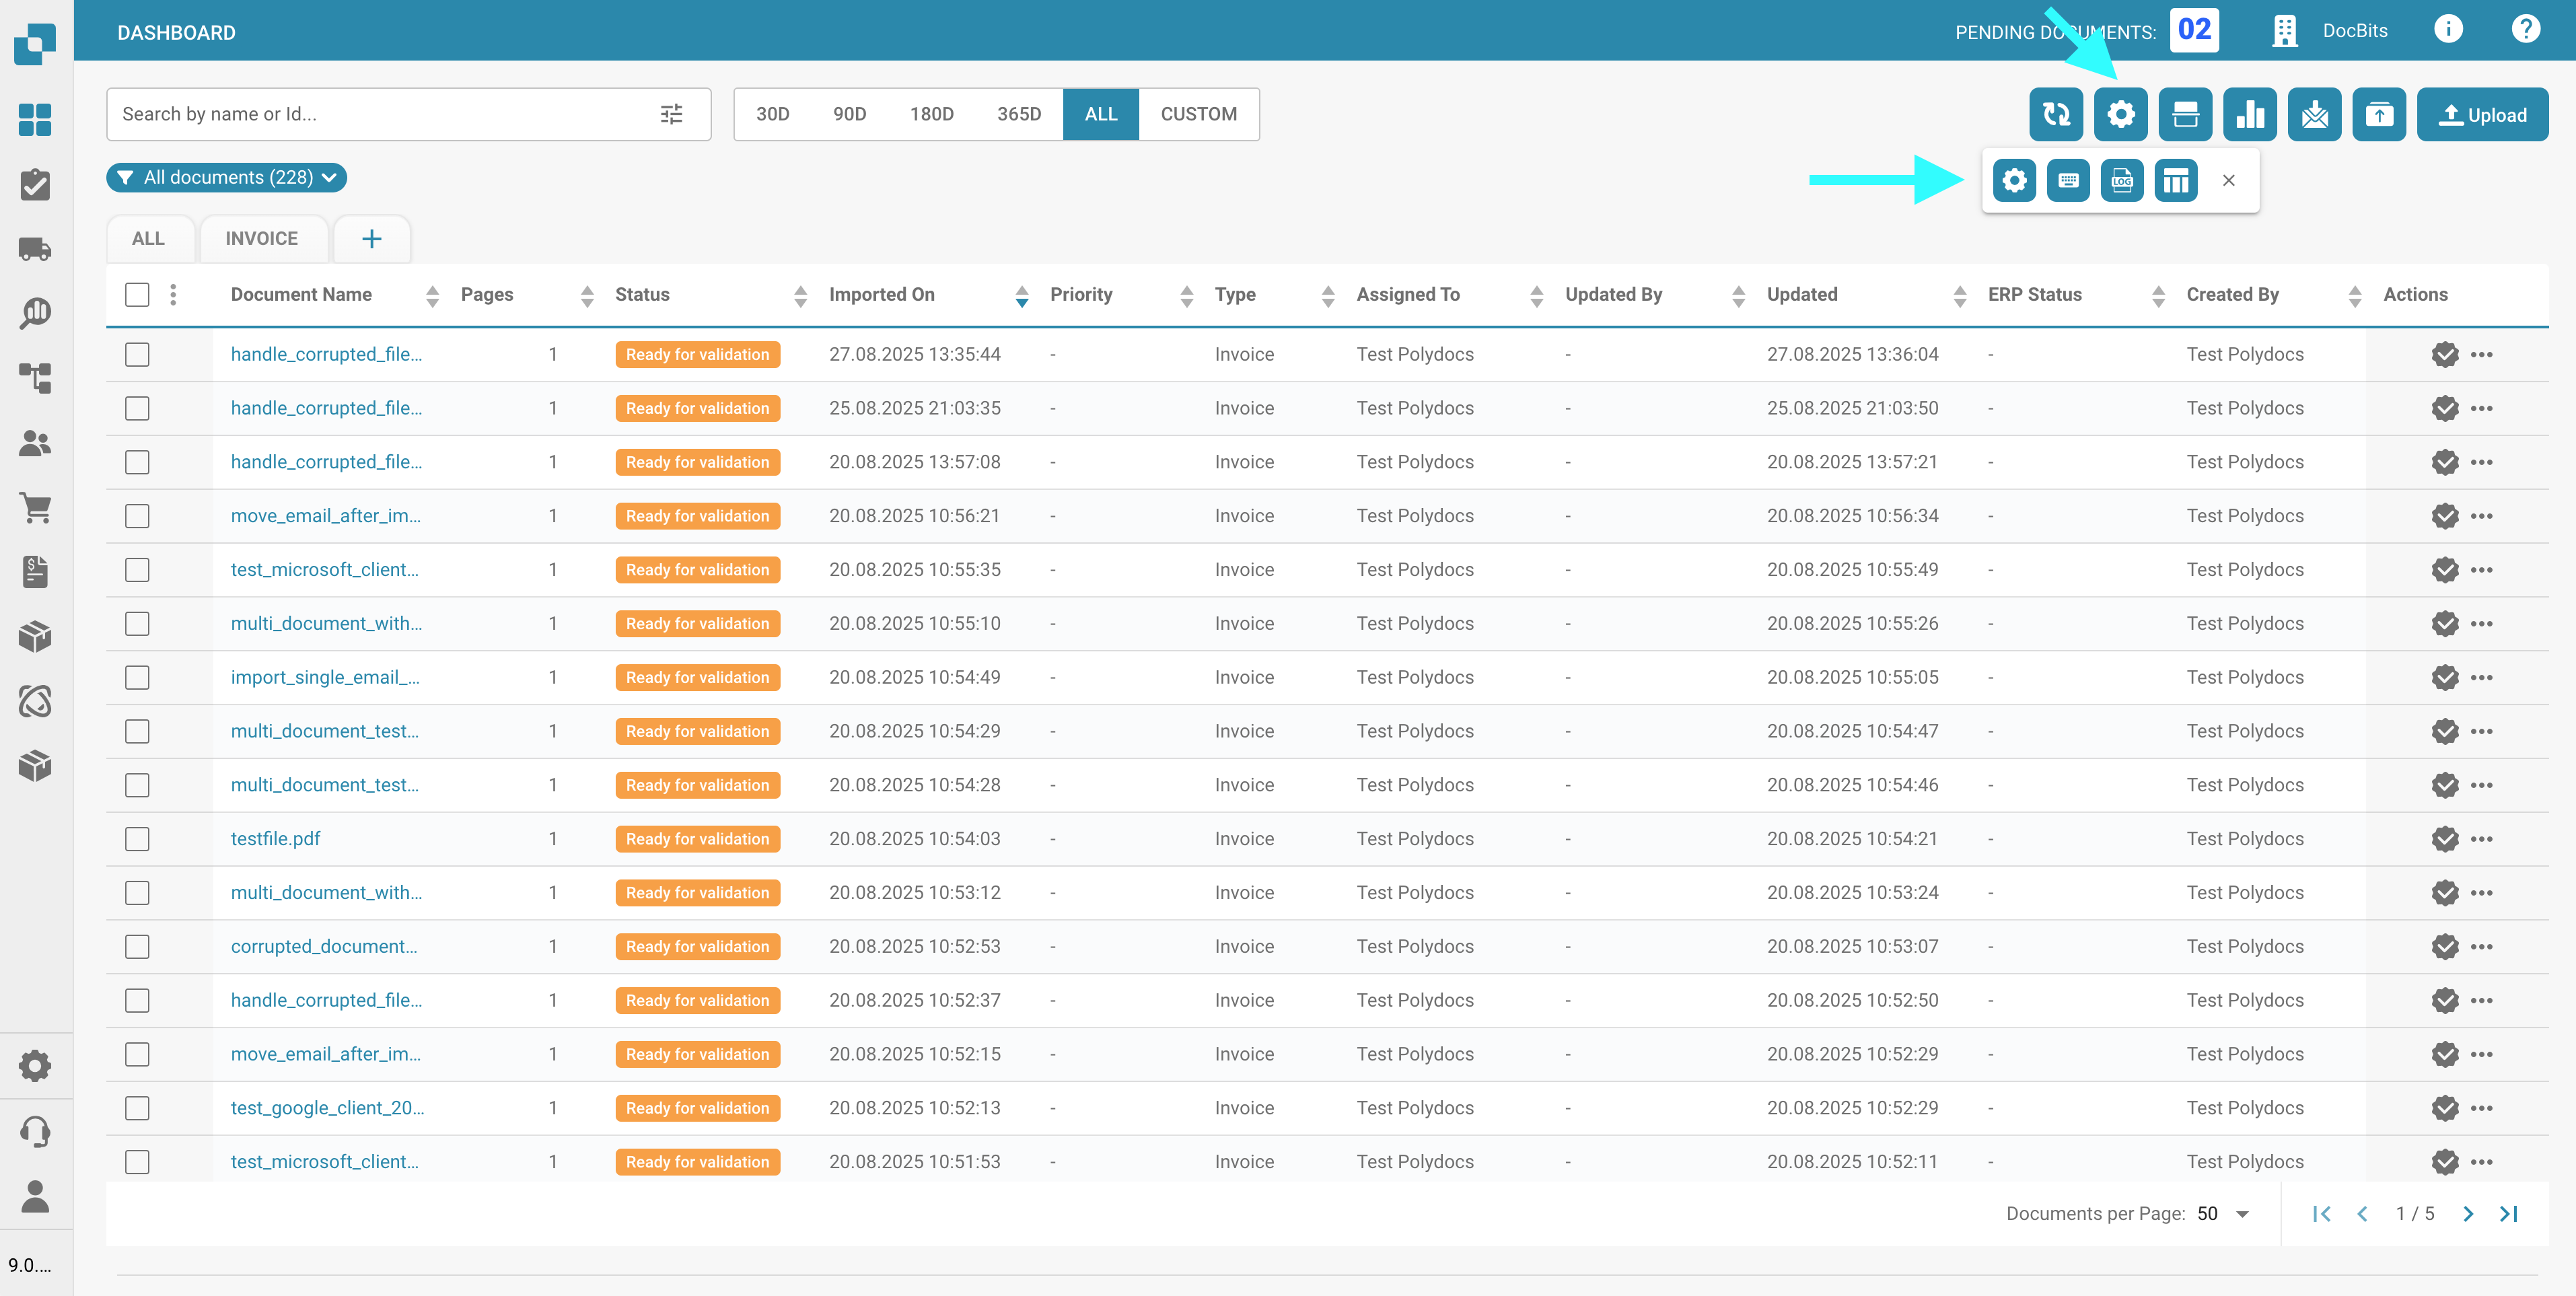 DASHBOARD
PENDING DOCUMENTS: 02 DocBits
Search by name or Id... 30D 90D 180D 365D ALL CUSTOM Upload
LOG
All documents (228)
ALL INVOICE +
Document Name Pages Status Imported On Priority Type Assigned To Updated By Updated ERP Status Created By Actions
handle_corrupted_file... 1 Ready for validation 27.08.2025 13:35:44 - Invoice Test Polydocs - 27.08.2025 13:36:04 - Test Polydocs
handle_corrupted_file... 1 Ready for validation 25.08.2025 21:03:35 - Invoice Test Polydocs - 25.08.2025 21:03:50 - Test Polydocs
handle_corrupted_file... 1 Ready for validation 20.08.2025 13:57:08 - Invoice Test Polydocs - 20.08.2025 13:57:21 - Test Polydocs
move_email_after_im... 1 Ready for validation 20.08.2025 10:56:21 - Invoice Test Polydocs - 20.08.2025 10:56:34 - Test Polydocs
test_microsoft_client... 1 Ready for validation 20.08.2025 10:55:35 - Invoice Test Polydocs - 20.08.2025 10:55:49 - Test Polydocs
multi_document_with... 1 Ready for validation 20.08.2025 10:55:10 - Invoice Test Polydocs - 20.08.2025 10:55:26 - Test Polydocs
import_single_email_... 1 Ready for validation 20.08.2025 10:54:49 - Invoice Test Polydocs - 20.08.2025 10:55:05 - Test Polydocs
multi_document_test... 1 Ready for validation 20.08.2025 10:54:29 - Invoice Test Polydocs - 20.08.2025 10:54:47 - Test Polydocs
multi_document_test... 1 Ready for validation 20.08.2025 10:54:28 - Invoice Test Polydocs - 20.08.2025 10:54:46 - Test Polydocs
testfile.pdf 1 Ready for validation 20.08.2025 10:54:03 - Invoice Test Polydocs - 20.08.2025 10:54:21 - Test Polydocs
multi_document_with... 1 Ready for validation 20.08.2025 10:53:12 - Invoice Test Polydocs - 20.08.2025 10:53:24 - Test Polydocs
corrupted_document... 1 Ready for validation 20.08.2025 10:52:53 - Invoice Test Polydocs - 20.08.2025 10:53:07 - Test Polydocs
handle_corrupted_file... 1 Ready for validation 20.08.2025 10:52:37 - Invoice Test Polydocs - 20.08.2025 10:52:50 - Test Polydocs
move_email_after_im... 1 Ready for validation 20.08.2025 10:52:15 - Invoice Test Polydocs - 20.08.2025 10:52:29 - Test Polydocs
test_google_client_20... 1 Ready for validation 20.08.2025 10:52:13 - Invoice Test Polydocs - 20.08.2025 10:52:29 - Test Polydocs
test_microsoft_client... 1 Ready for validation 20.08.2025 10:51:53 - Invoice Test Polydocs - 20.08.2025 10:52:11 - Test Polydocs
Documents per Page: 50 1 / 5
9.0....